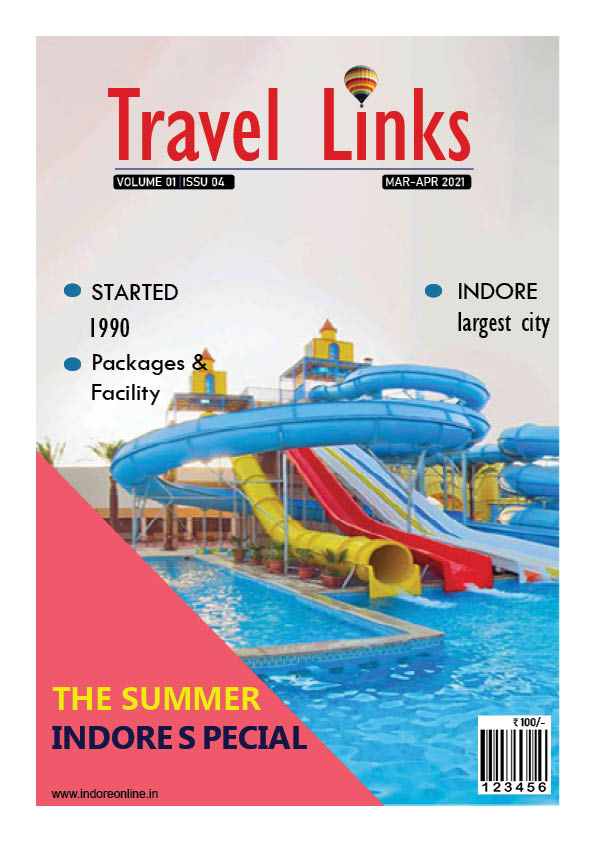 Travel Links
VOLUME 01|ISSU 04
MAR-APR 2021
STARTED
1990
Packages &
Facility
INDORE
largest city
THE SUMMER
INDORE S PECIAL
www.indoreonline.in
₹100/-
123456